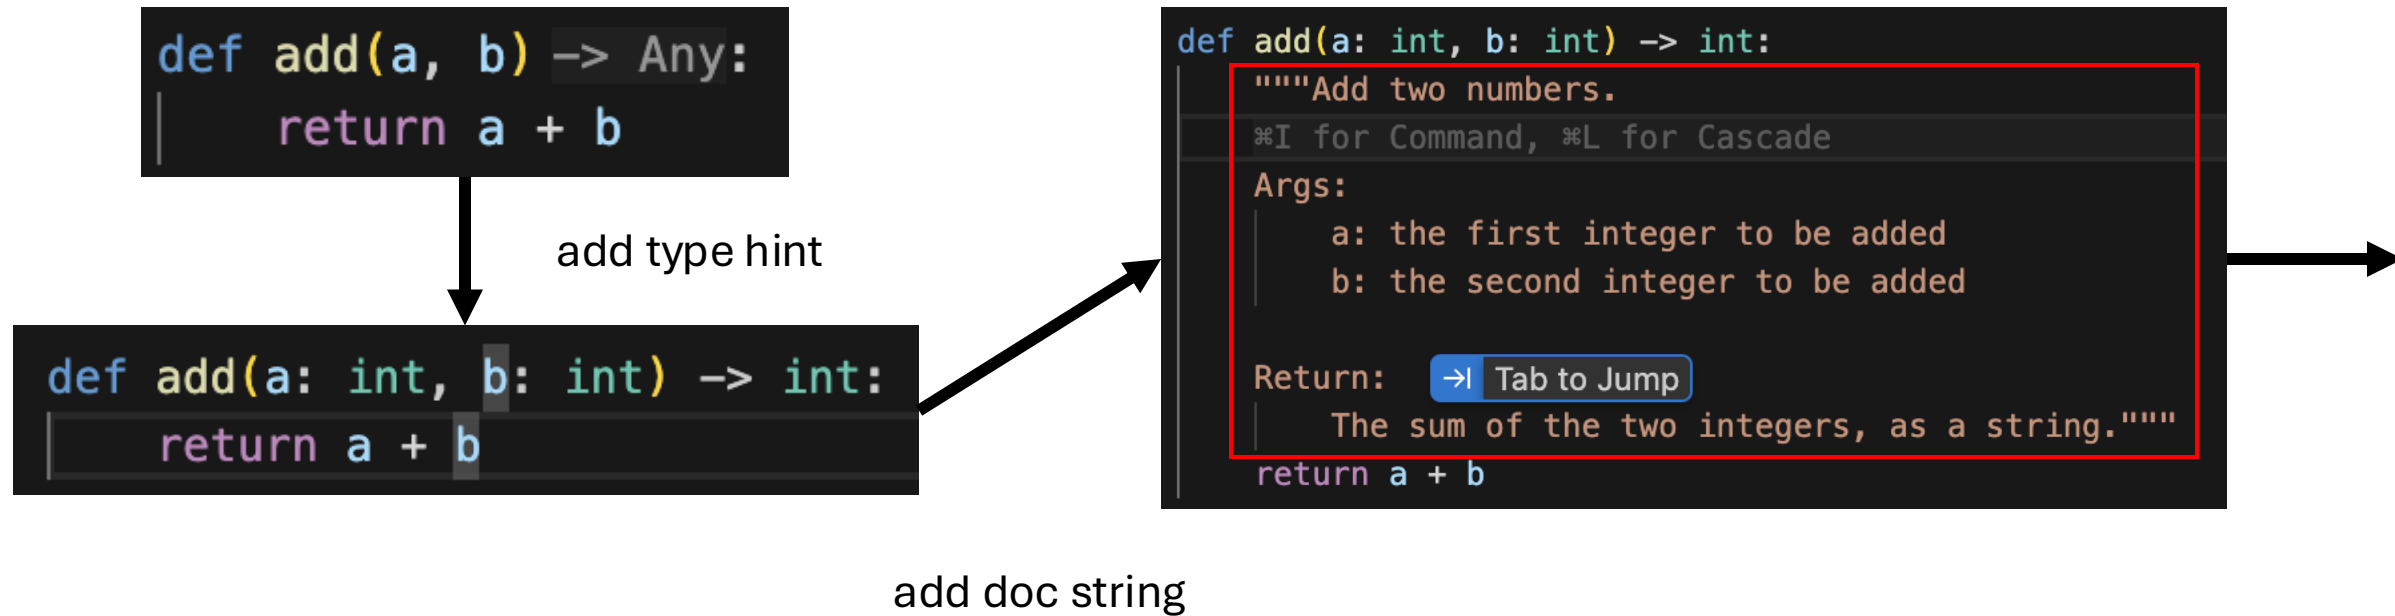 def add(a, b) -> Any:
    return a + b
add type hint
def add(a: int, b: int) -> int:
    return a + b
add doc string
def add(a: int, b: int) -> int:
    """Add two numbers.
    ⌘I for Command, ⌘L for Cascade
    Args:
        a: the first integer to be added
        b: the second integer to be added
    Return: Tab to Jump
        The sum of the two integers, as a string."""
    return a + b